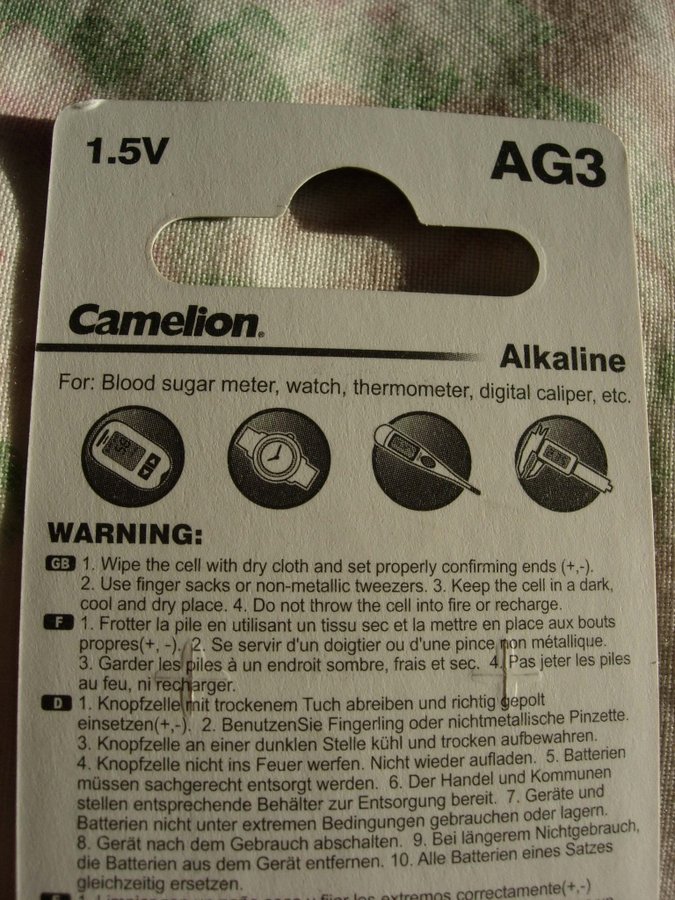 1.5V
AG3
Camelion®
Alkaline
For: Blood sugar meter, watch, thermometer, digital caliper, etc.
WARNING:
GB 1. Wipe the cell with dry cloth and set properly confirming ends (+,-).
2. Use finger sacks or non-metallic tweezers. 3. Keep the cell in a dark,
cool and dry place. 4. Do not throw the cell into fire or recharge.
F 1. Frotter la pile en utilisant un tissu sec et la mettre en place aux bouts
propres(+, -). 2. Se servir d'un doigtier ou d'une pince non métallique.
3. Garder les piles à un endroit sombre, frais et sec. 4. Pas jeter les piles
au feu, ni recharger.
D 1. Knopfzelle mit trockenem Tuch abreiben und richtig gepolt
einsetzen(+,-). 2. BenutzenSie Fingerling oder nichtmetallische Pinzette.
3. Knopfzelle an einer dunklen Stelle kühl und trocken aufbewahren.
4. Knopfzelle nicht ins Feuer werfen. Nicht wieder aufladen. 5. Batterien
müssen sachgerecht entsorgt werden. 6. Der Handel und Kommunen
stellen entsprechende Behälter zur Entsorgung bereit. 7. Geräte und
Batterien nicht unter extremen Bedingungen gebrauchen oder lagern.
8. Gerät nach dem Gebrauch abschalten. 9. Bei längerem Nichtgebrauch,
die Batterien aus dem Gerät entfernen. 10. Alle Batterien eines Satzes
gleichzeitig ersetzen.
extremos correctamente(+,-)